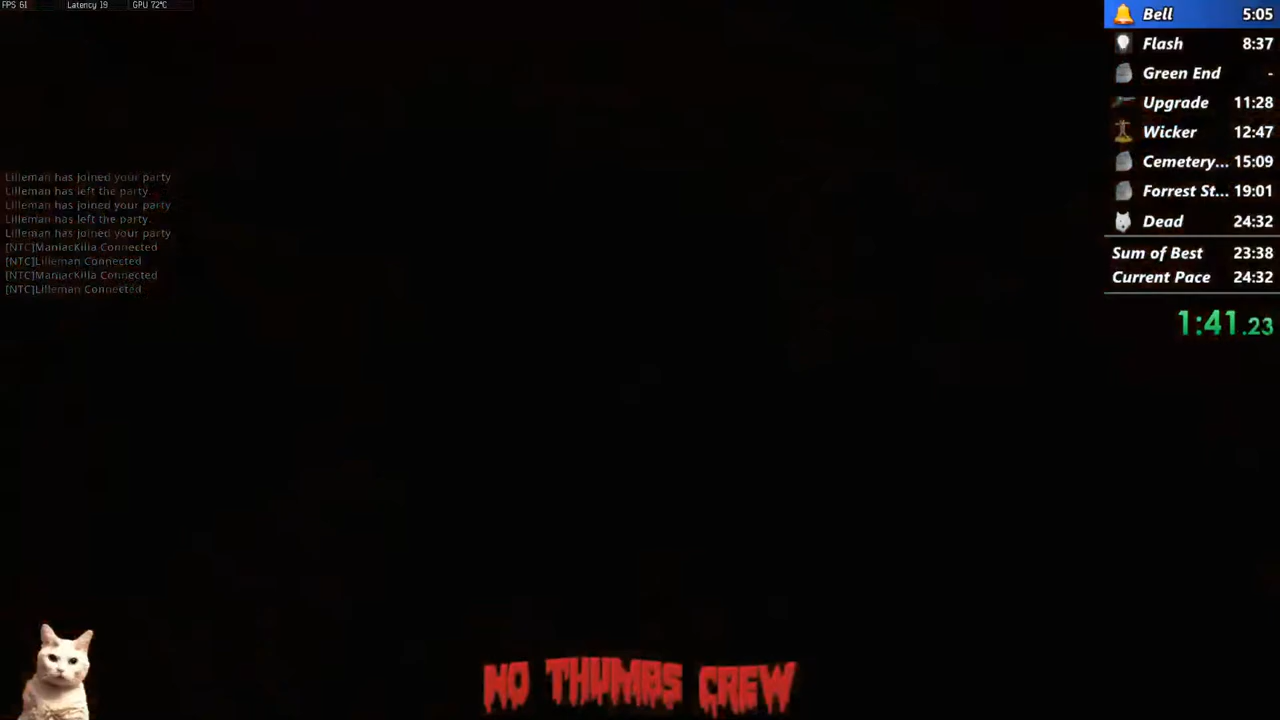 FPS 61 Latency 19 GPU 72°C
Bell 5:05
Flash 8:37
Green End -
Upgrade 11:28
Wicker 12:47
Cemetery... 15:09
Forrest St... 19:01
Dead 24:32
Sum of Best 23:38
Current Pace 24:32
1:41.23
Lilleman has joined your party
Lilleman has left the party.
Lilleman has joined your party
Lilleman has left the party.
Lilleman has joined your party
[NTC]ManiacKilla Connected
[NTC]Lilleman Connected
[NTC]ManiacKilla Connected
[NTC]Lilleman Connected
NO THUMBS CREW